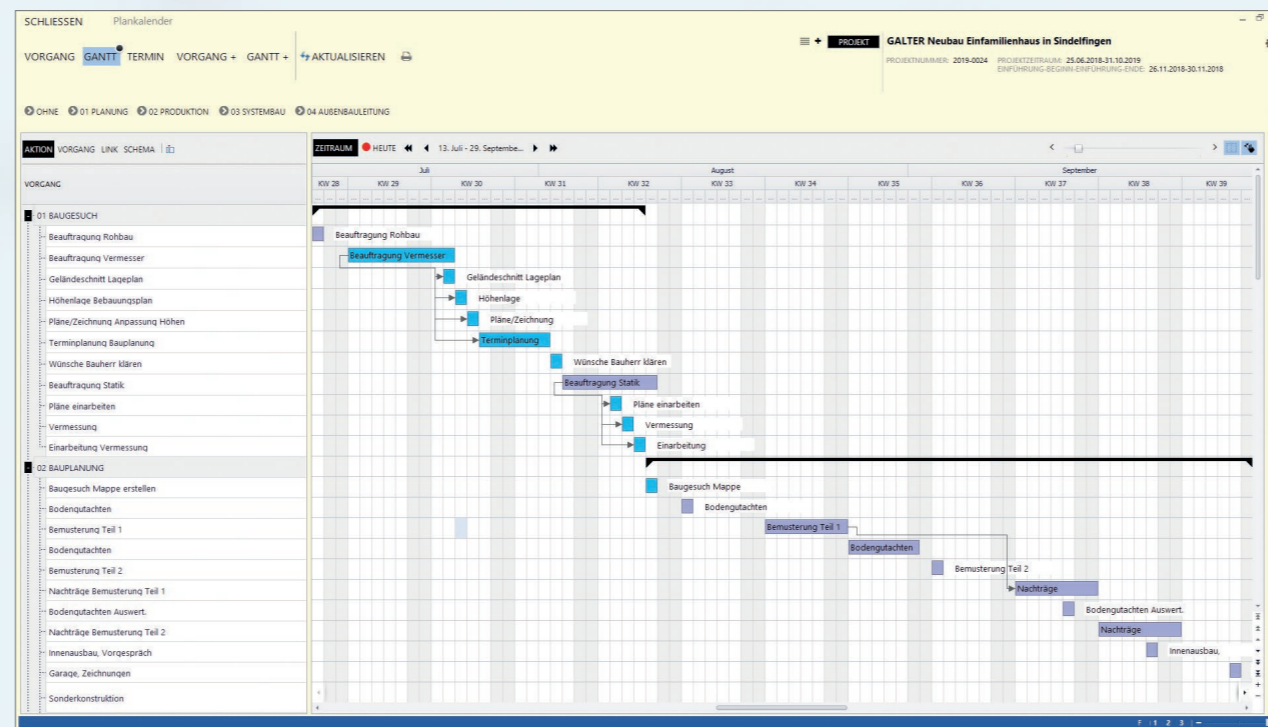 SCHLIESSEN Plankalender
VORGANG GANTT TERMIN VORGANG + GANTT + AKTUALISIEREN
+ PROJEKT GALTER Neubau Einfamilienhaus in Sindelfingen
PROJEKTNUMMER: 2019-0024 PROJEKTZEITRAUM: 25.06.2018-31.10.2019
EINFÜHRUNG-BEGINN-EINFÜHRUNG-ENDE: 26.11.2018-30.11.2018
OHNE 01 PLANUNG 02 PRODUKTION 03 SYSTEMBAU 04 AUßENBAULEITUNG
AKTION VORGANG LINK SCHEMA
ZEITRAUM HEUTE 13. Juli - 29. Septembe...
Juli August September
VORGANG
KW 28 KW 29 KW 30 KW 31 KW 32 KW 33 KW 34 KW 35 KW 36 KW 37 KW 38 KW 39
01 BAUGESUCH
Beauftragung Rohbau Beauftragung Rohbau
Beauftragung Vermesser Beauftragung Vermesser
Geländeschnitt Lageplan Geländeschnitt Lageplan
Höhenlage Bebauungsplan Höhenlage
Pläne/Zeichnung Anpassung Höhen Pläne/Zeichnung
Terminplanung Bauplanung Terminplanung
Wünsche Bauherr klären Wünsche Bauherr klären
Beauftragung Statik Beauftragung Statik
Pläne einarbeiten Pläne einarbeiten
Vermessung Vermessung
Einarbeitung Vermessung Einarbeitung
02 BAUPLANUNG
Baugesuch Mappe erstellen Baugesuch Mappe
Bodengutachten Bodengutachten
Bemusterung Teil 1 Bemusterung Teil 1
Bodengutachten Bodengutachten
Bemusterung Teil 2 Bemusterung Teil 2
Nachträge Bemusterung Teil 1 Nachträge
Bodengutachten Auswert. Bodengutachten Auswert.
Nachträge Bemusterung Teil 2 Nachträge
Innenausbau, Vorgespräch Innenausbau,
Garage, Zeichnungen
Sonderkonstruktion
F : 1 2 3